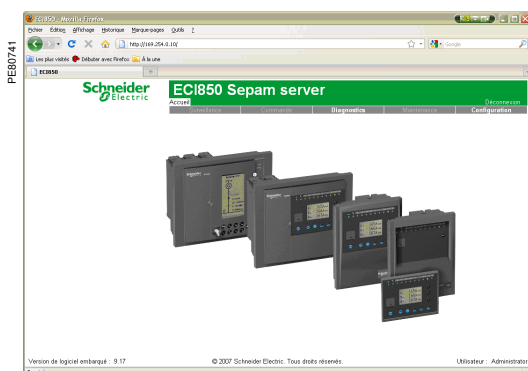 PE80741
ECI850 - Mozilla Firefox
Fichier Edition Affichage Historique Marque-pages Outils ?
http://169.254.0.10/
Google
Les plus visités Débuter avec Firefox À la une
ECI850
Schneider Electric
ECI850 Sepam server
Accueil Déconnexion
Surveillance Commande Diagnostics Maintenance Configuration
Version de logiciel embarqué : 9.17 © 2007 Schneider Electric. Tous droits réservés. Utilisateur : Administrator